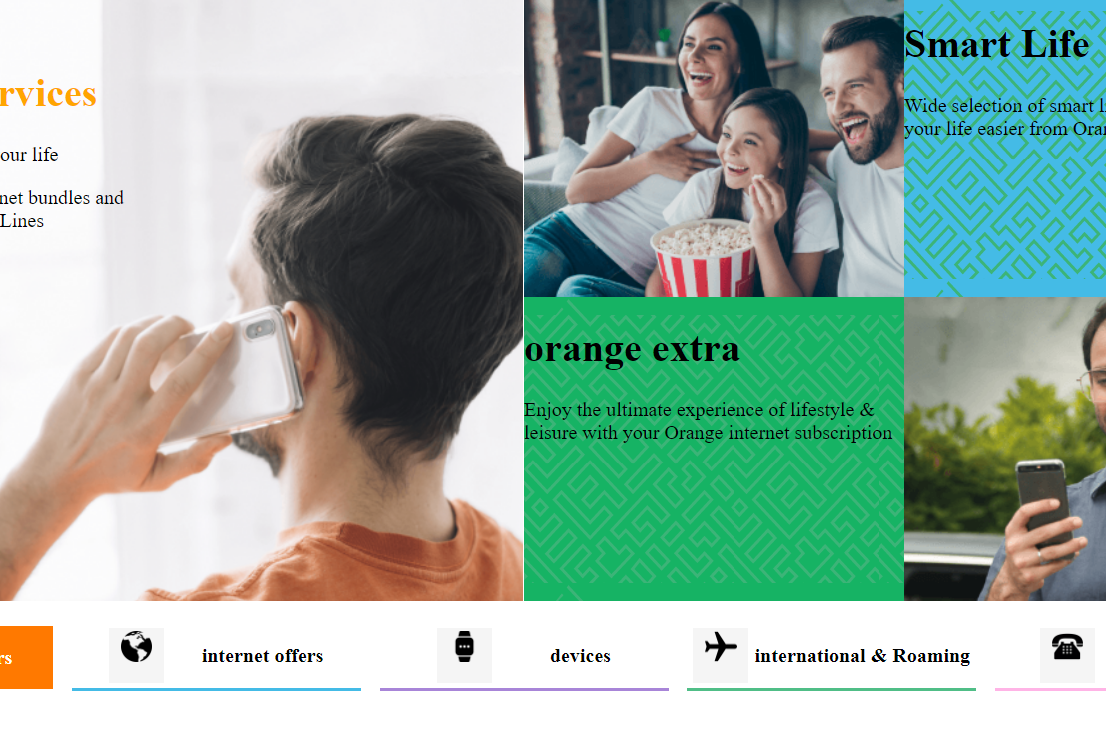 rvices
our life
net bundles and
Lines
Smart Life
Wide selection of smart l
your life easier from Ora
orange extra
Enjoy the ultimate experience of lifestyle &
leisure with your Orange internet subscription
rs
internet offers
devices
international & Roaming